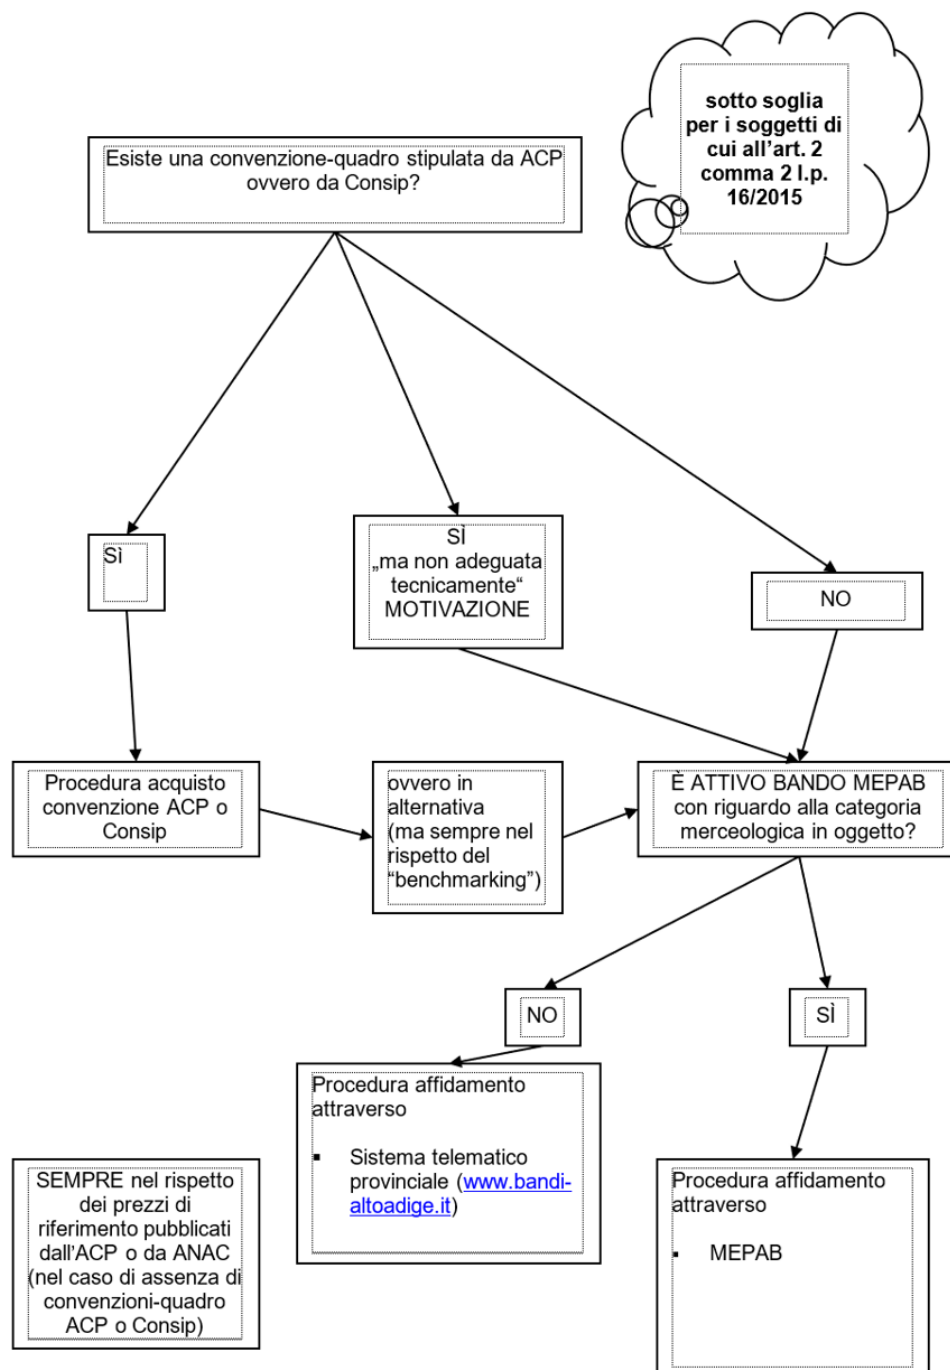 sotto soglia
per i soggetti di
cui all'art. 2
comma 2 l.p.
16/2015
Esiste una convenzione-quadro stipulata da ACP
ovvero da Consip?
Sì
SÌ
„ma non adeguata
tecnicamente“
MOTIVAZIONE
NO
Procedura acquisto
convenzione ACP o
Consip
ovvero in
alternativa
(ma sempre nel
rispetto del
“benchmarking”)
È ATTIVO BANDO MEPAB
con riguardo alla categoria
merceologica in oggetto?
NO
SÌ
Procedura affidamento
attraverso
▪ Sistema telematico
provinciale (www.bandi-
altoadige.it)
SEMPRE nel rispetto
dei prezzi di
riferimento pubblicati
dall'ACP o da ANAC
(nel caso di assenza di
convenzioni-quadro
ACP o Consip)
Procedura affidamento
attraverso
▪ MEPAB